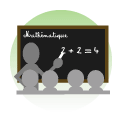 Mathématique
2 + 2 = 4